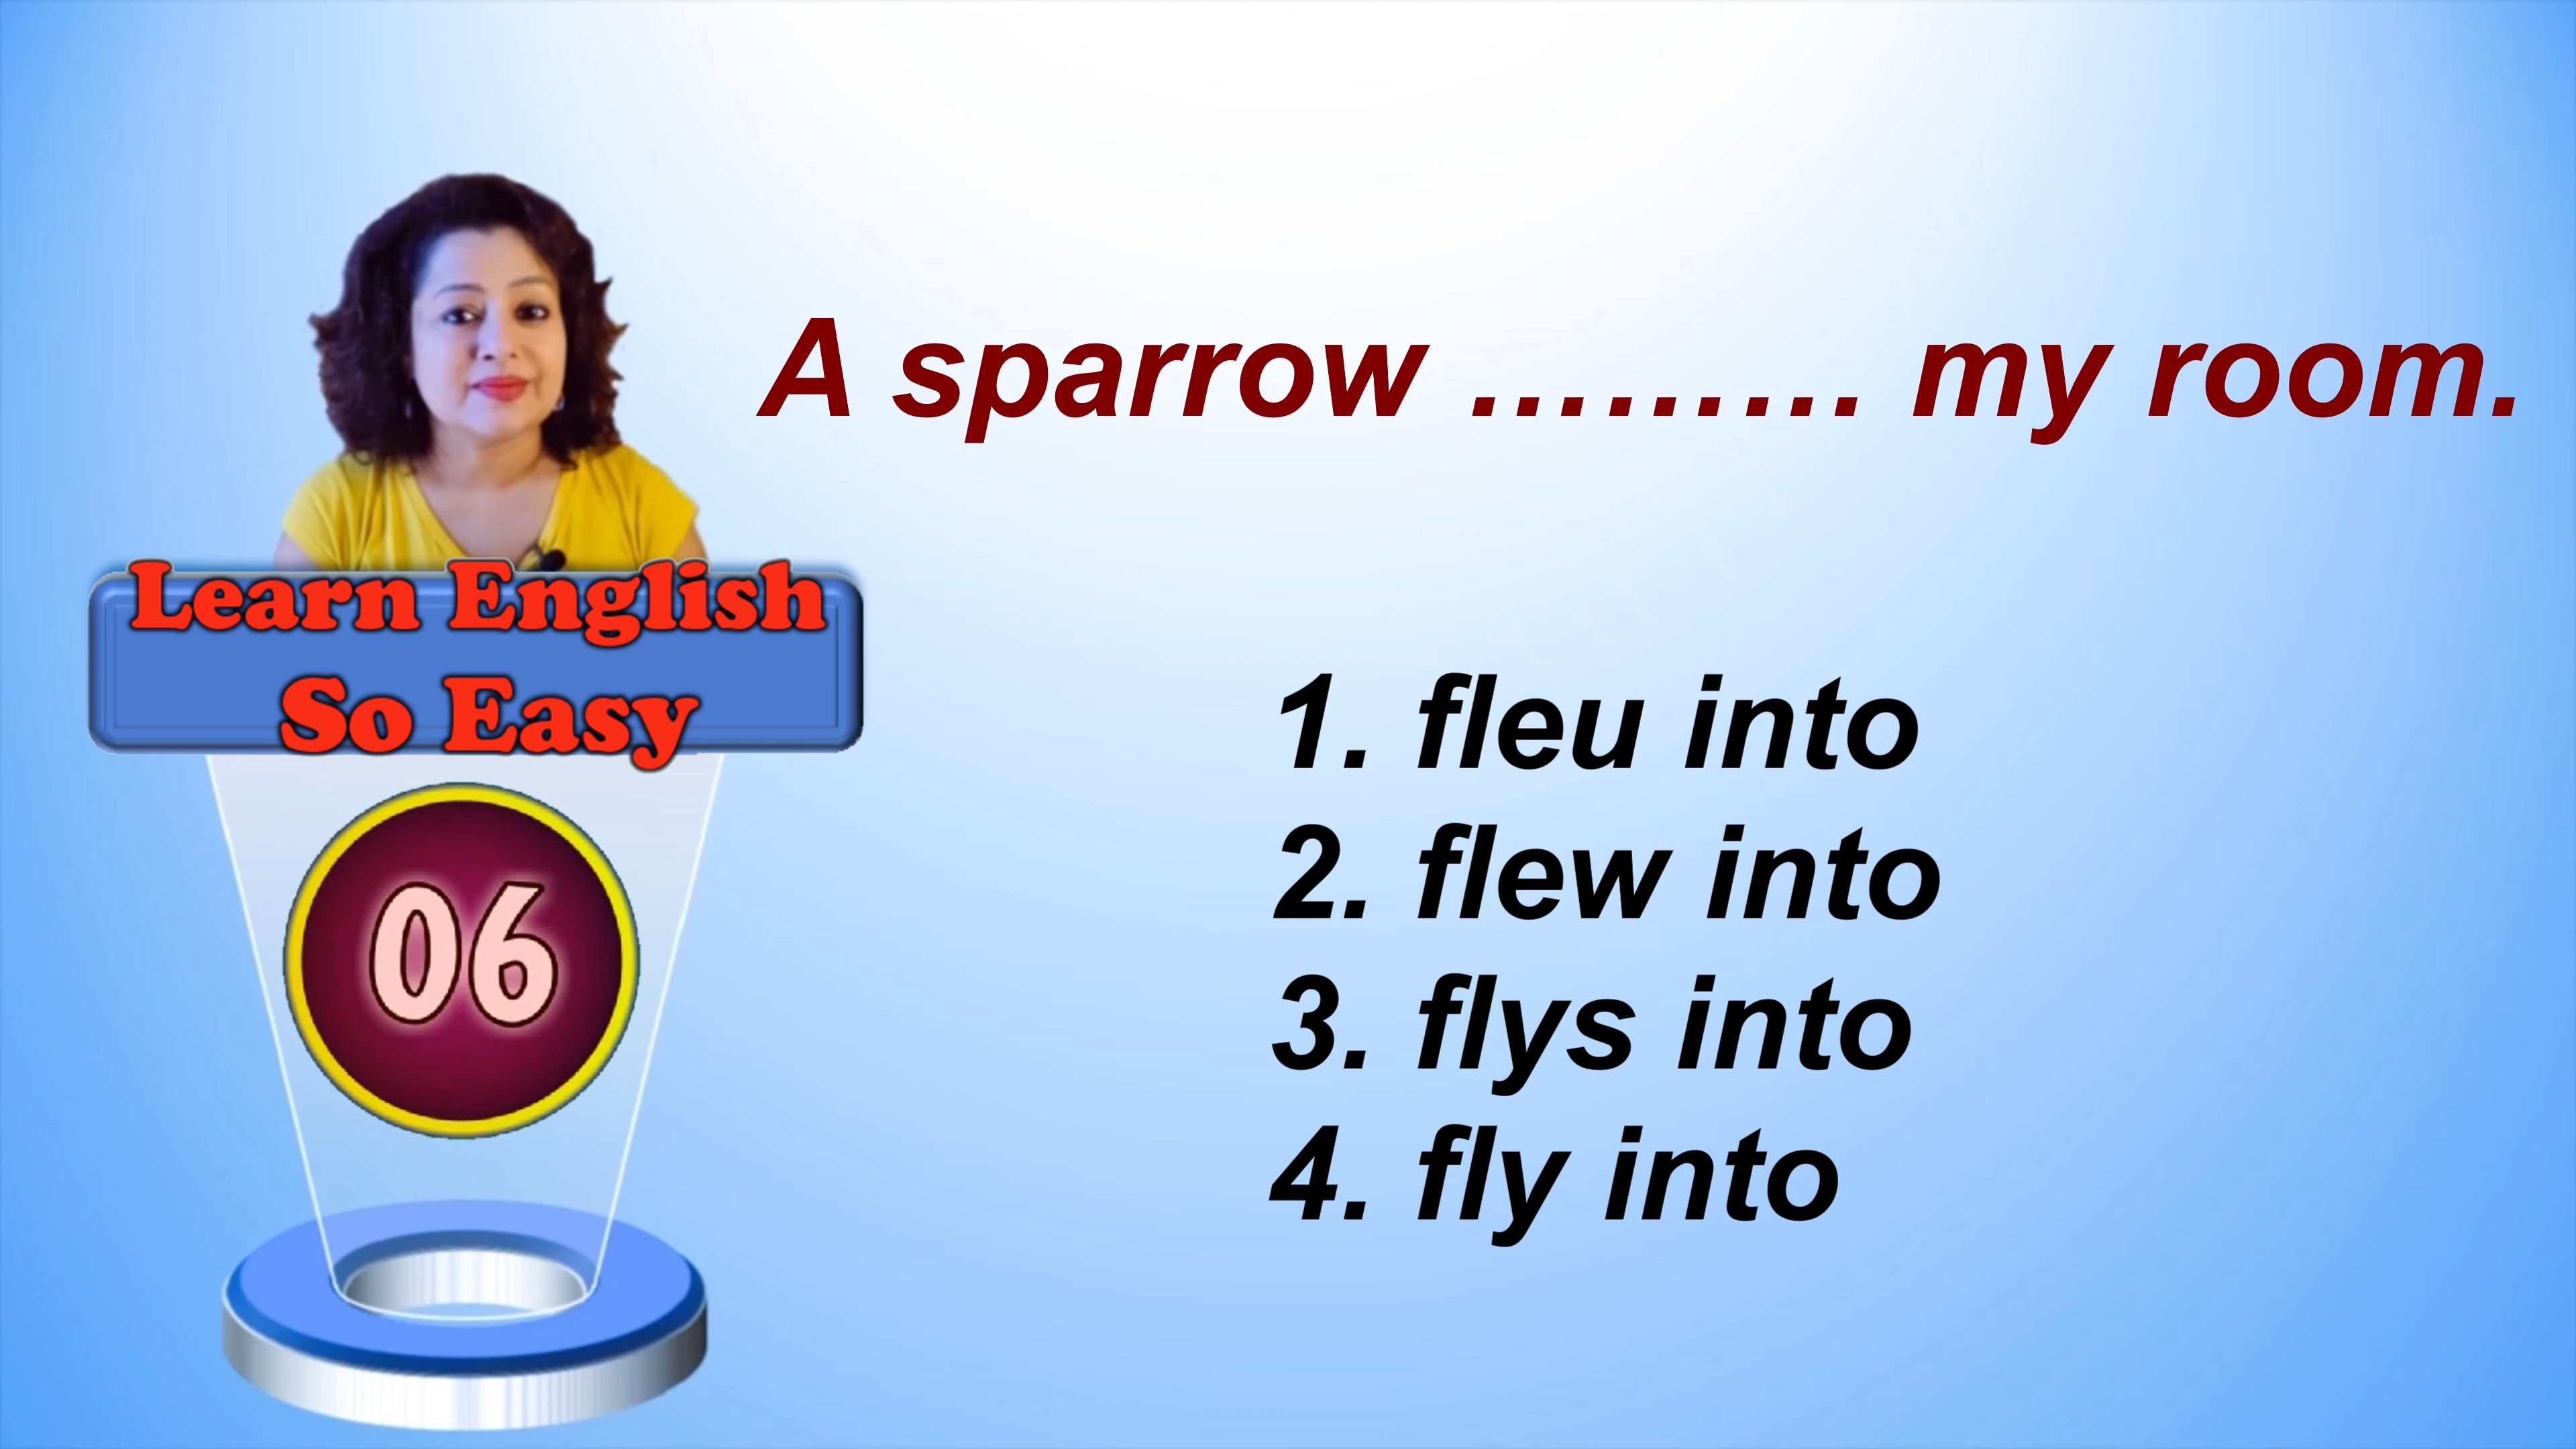 A sparrow ......... my room.
Learn English
So Easy
06
1. fleu into
2. flew into
3. flys into
4. fly into